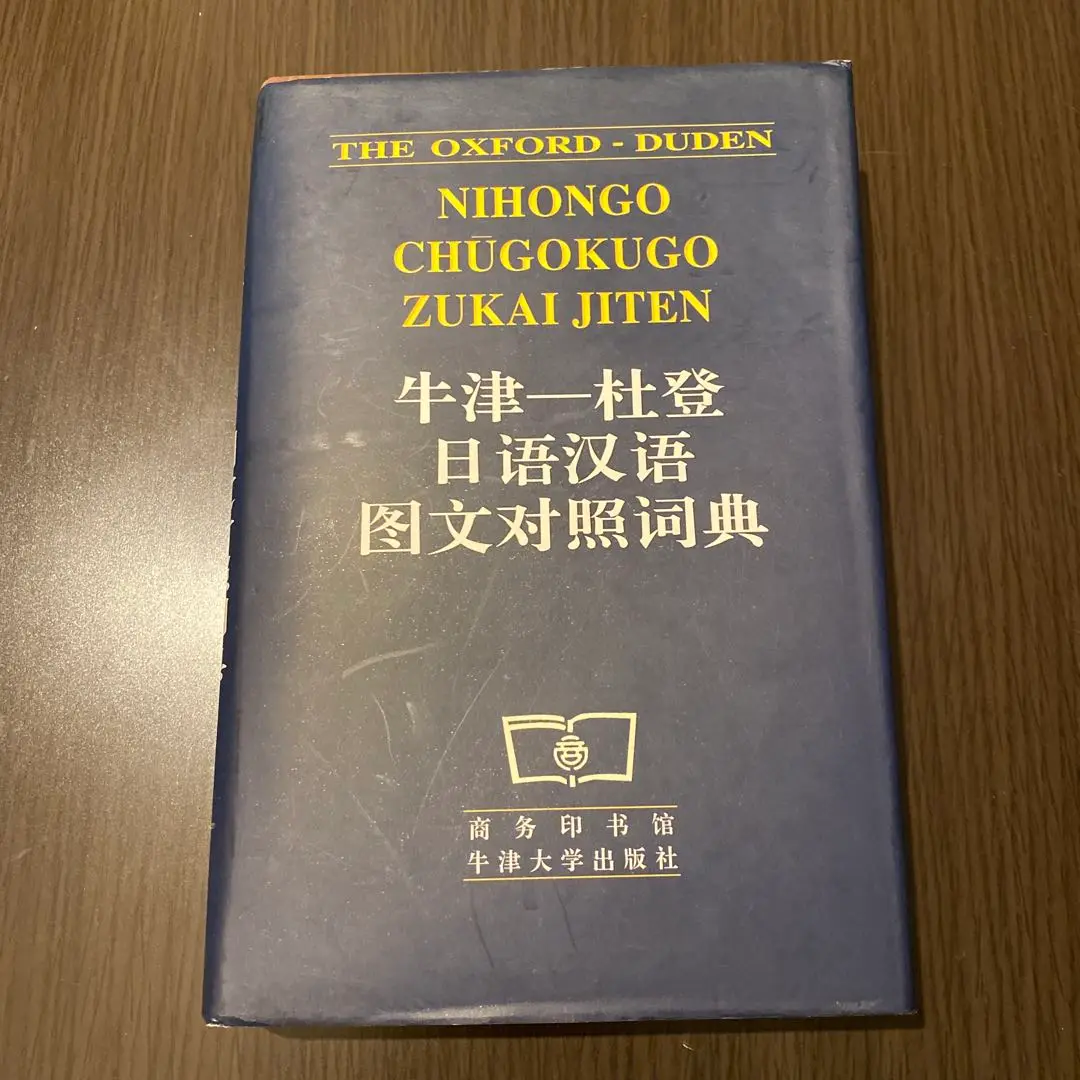 THE OXFORD - DUDEN
NIHONGO
CHŪGOKUGO
ZUKAI JITEN
牛津—杜登
日语汉语
图文对照词典
商
商务印书馆
牛津大学出版社